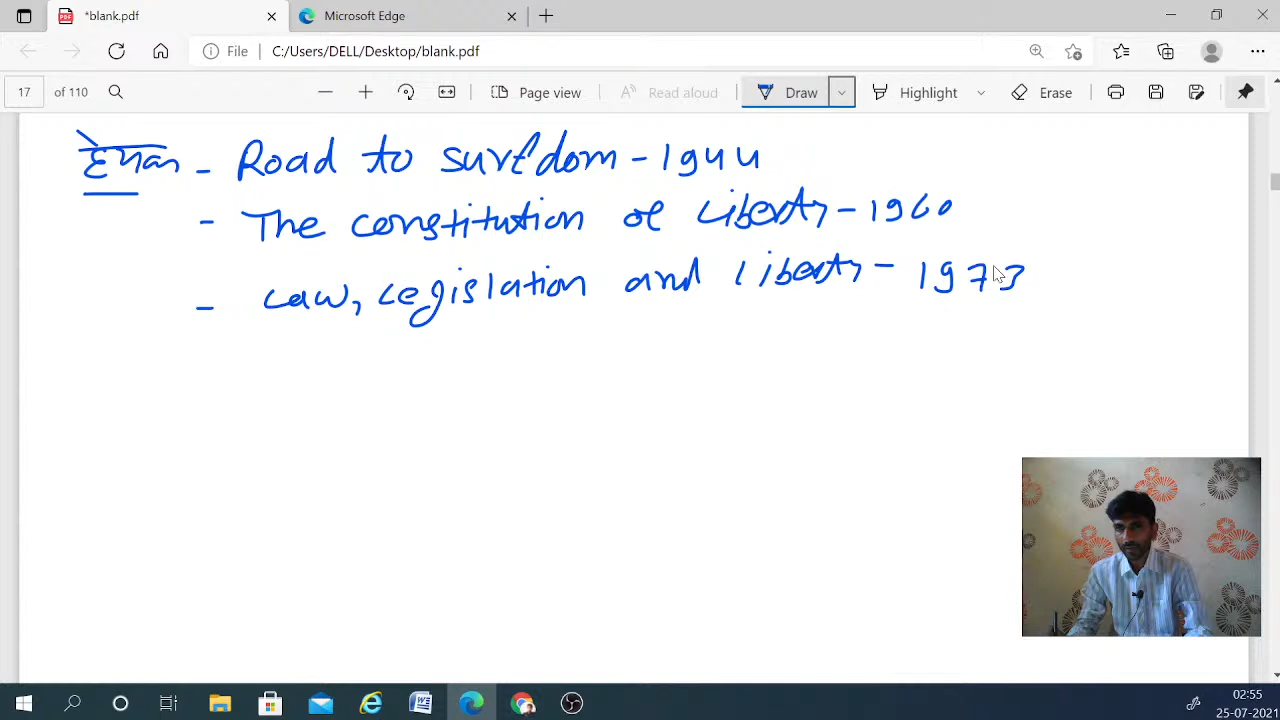 *blank.pdf
Microsoft Edge
File C:/Users/DELL/Desktop/blank.pdf
17 of 110 Page view Read aloud Draw Highlight Erase
हेयक - Road to surfdom - 1944
- The constitution of Liberty - 1960
- Law, Legislation and Liberty - 1973
02:55
25-07-2021